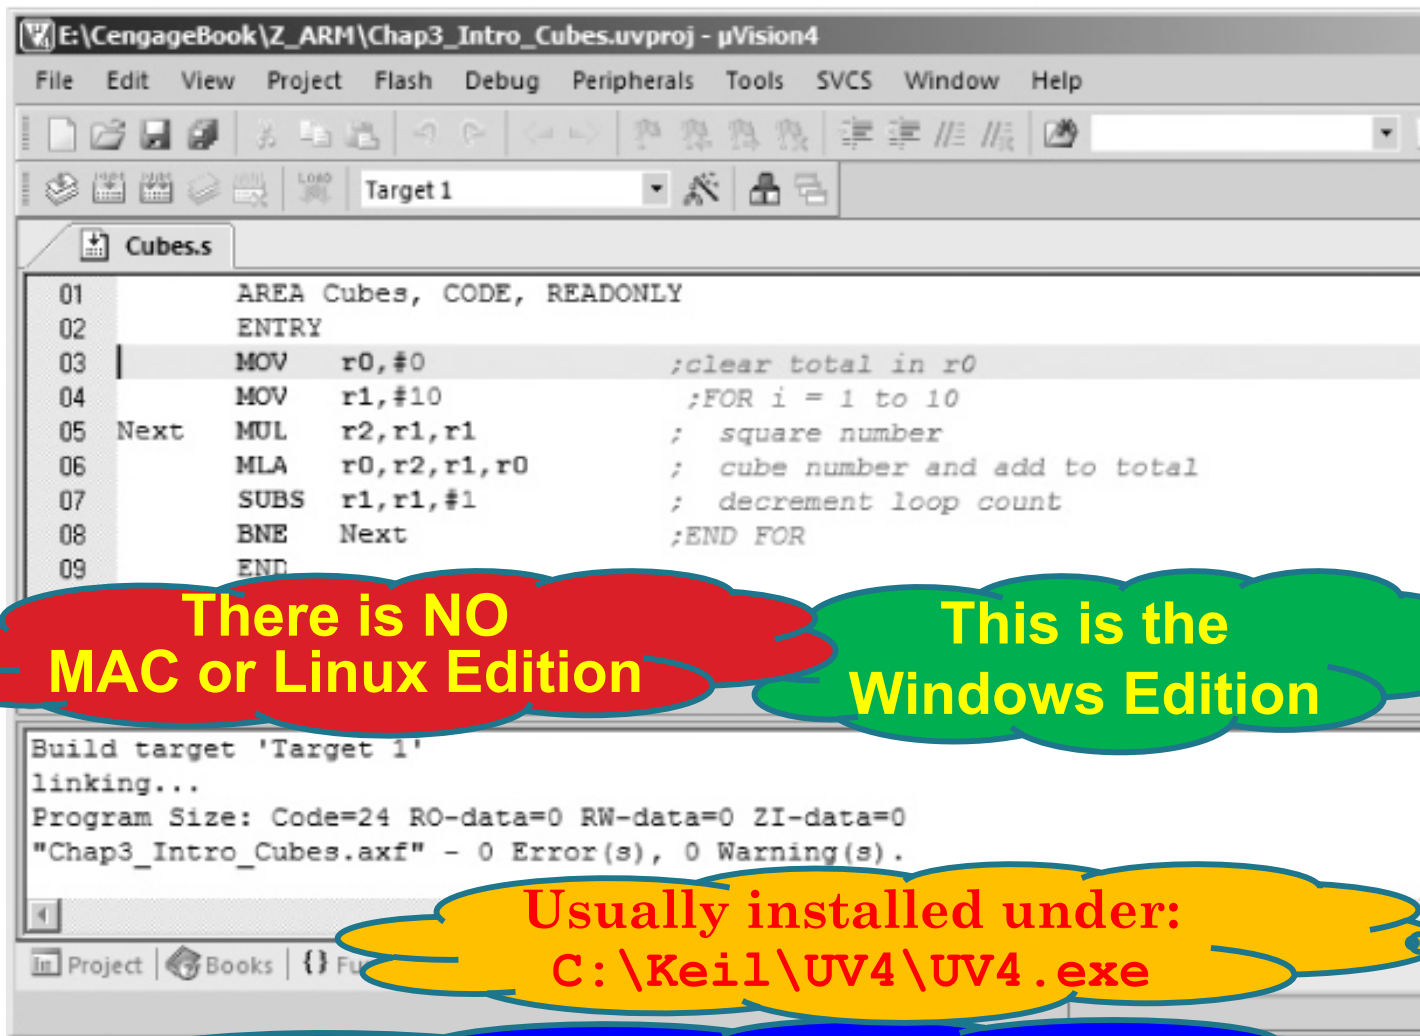 E:\CengageBook\Z_ARM\Chap3_Intro_Cubes.uvproj - µVision4
File Edit View Project Flash Debug Peripherals Tools SVCS Window Help
LOAD Target 1
Cubes.s
01 AREA Cubes, CODE, READONLY
02 ENTRY
03 MOV r0,#0 ;clear total in r0
04 MOV r1,#10 ;FOR i = 1 to 10
05 Next MUL r2,r1,r1 ; square number
06 MLA r0,r2,r1,r0 ; cube number and add to total
07 SUBS r1,r1,#1 ; decrement loop count
08 BNE Next ;END FOR
09 END
There is NO
MAC or Linux Edition
This is the
Windows Edition
Build target 'Target 1'
linking...
Program Size: Code=24 RO-data=0 RW-data=0 ZI-data=0
"Chap3_Intro_Cubes.axf" - 0 Error(s), 0 Warning(s).
Usually installed under:
C:\Keil\UV4\UV4.exe
Project Books {} Fu